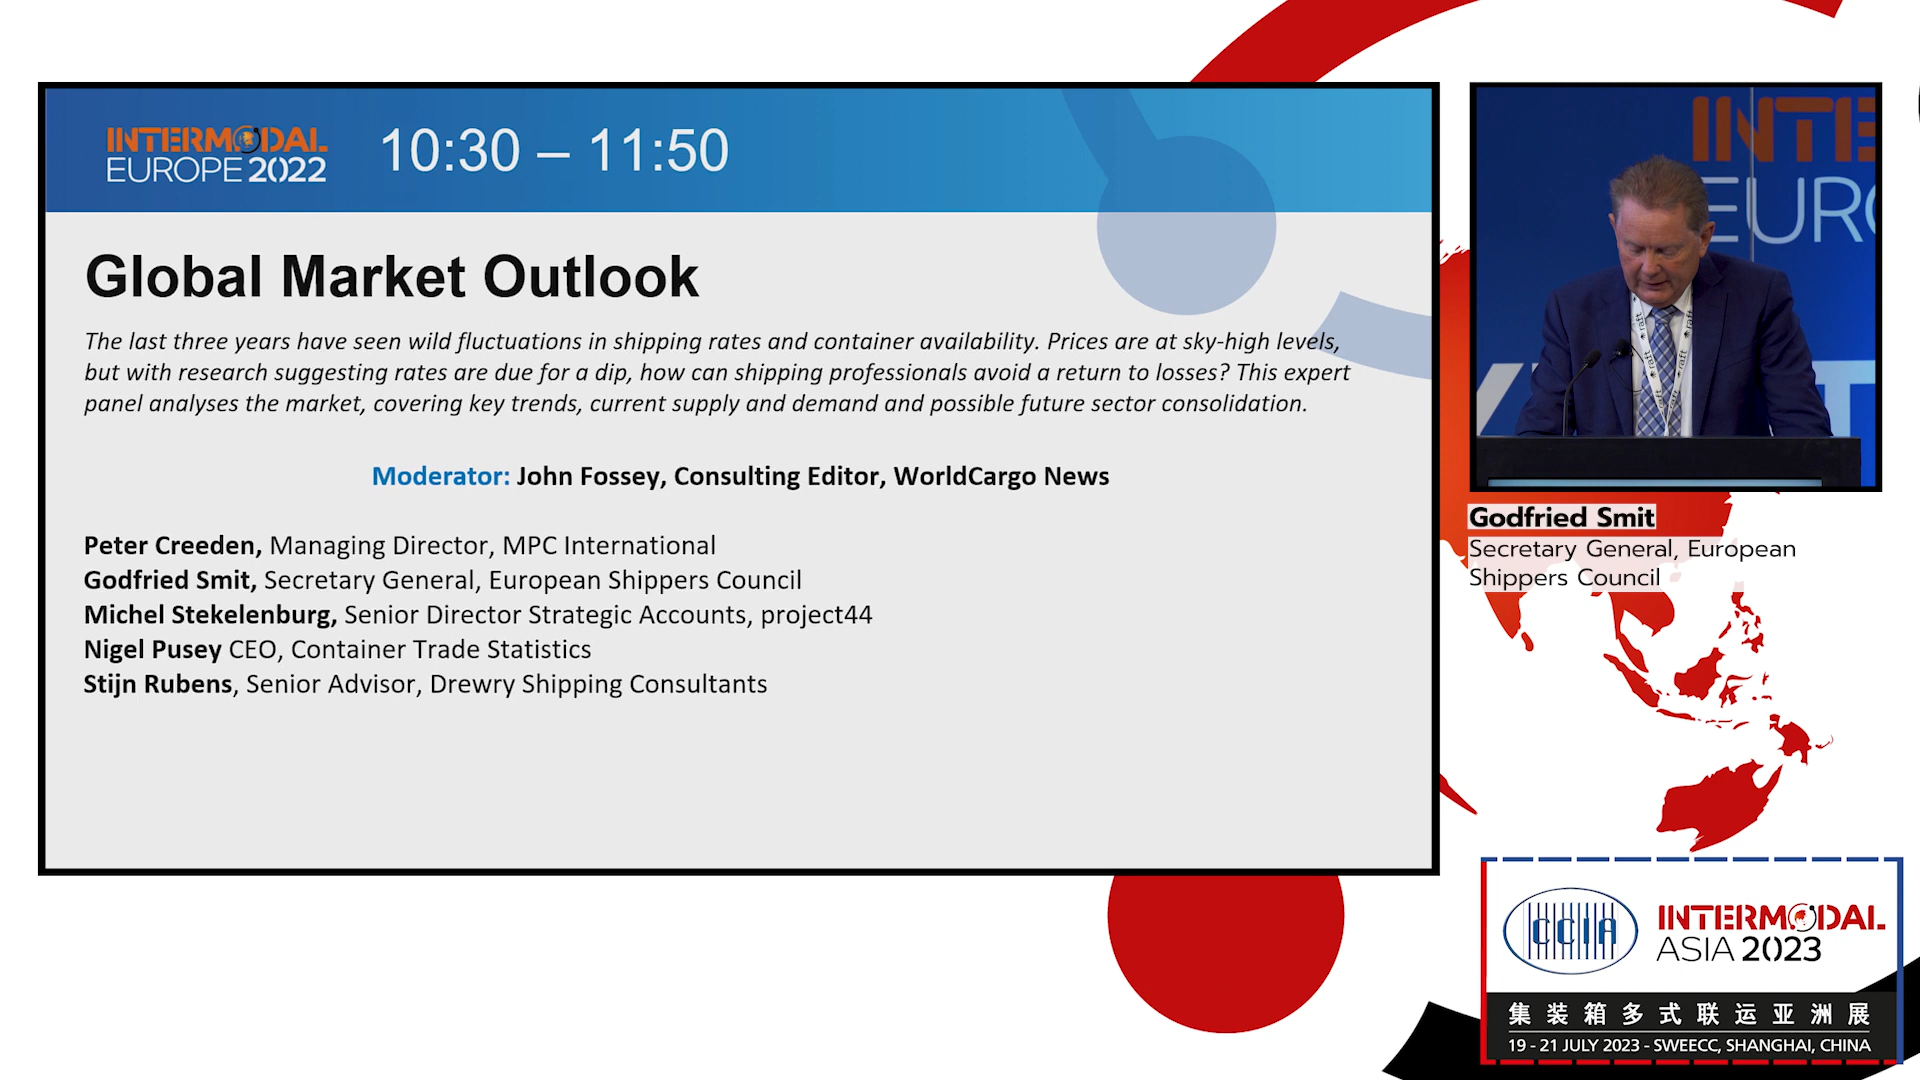 INTERMODAL
EUROPE 2022
10:30 – 11:50
Global Market Outlook
The last three years have seen wild fluctuations in shipping rates and container availability. Prices are at sky-high levels,
but with research suggesting rates are due for a dip, how can shipping professionals avoid a return to losses? This expert
panel analyses the market, covering key trends, current supply and demand and possible future sector consolidation.
Moderator: John Fossey, Consulting Editor, WorldCargo News
Peter Creeden, Managing Director, MPC International
Godfried Smit, Secretary General, European Shippers Council
Michel Stekelenburg, Senior Director Strategic Accounts, project44
Nigel Pusey CEO, Container Trade Statistics
Stijn Rubens, Senior Advisor, Drewry Shipping Consultants
INTE
EURO
raft
raft
raft
Godfried Smit
Secretary General, European
Shippers Council
CCIA
INTERMODAL
ASIA 2023
集装箱多式联运亚洲展
19 - 21 JULY 2023 - SWEECC, SHANGHAI, CHINA